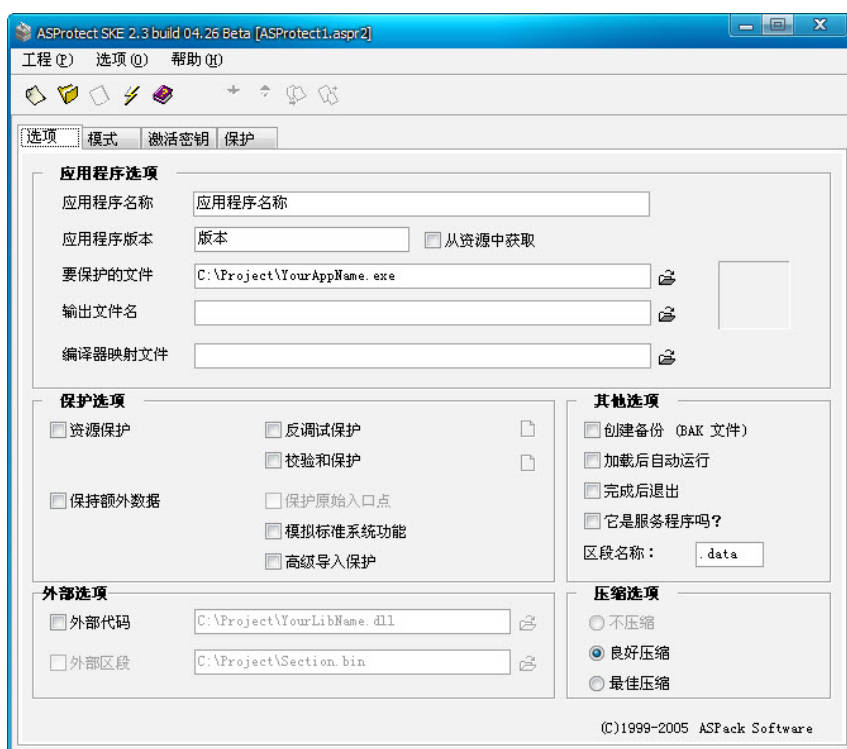 ASProtect SKE 2.3 build 04.26 Beta [ASProtect1.aspr2]
工程(P) 选项(O) 帮助(H)
选项 模式 激活密钥 保护
应用程序选项
应用程序名称 应用程序名称
应用程序版本 版本 从资源中获取
要保护的文件 C:\Project\YourAppName.exe
输出文件名
编译器映射文件
保护选项 其他选项
资源保护 反调试保护 创建备份 (BAK 文件)
校验和保护 加载后自动运行
完成后退出
保持额外数据 保护原始入口点
它是服务程序吗?
模拟标准系统功能
区段名称: .data
高级导入保护
外部选项 压缩选项
外部代码 C:\Project\YourLibName.dll 不压缩
良好压缩
外部区段 C:\Project\Section.bin
最佳压缩
(C)1999-2005 ASPack Software